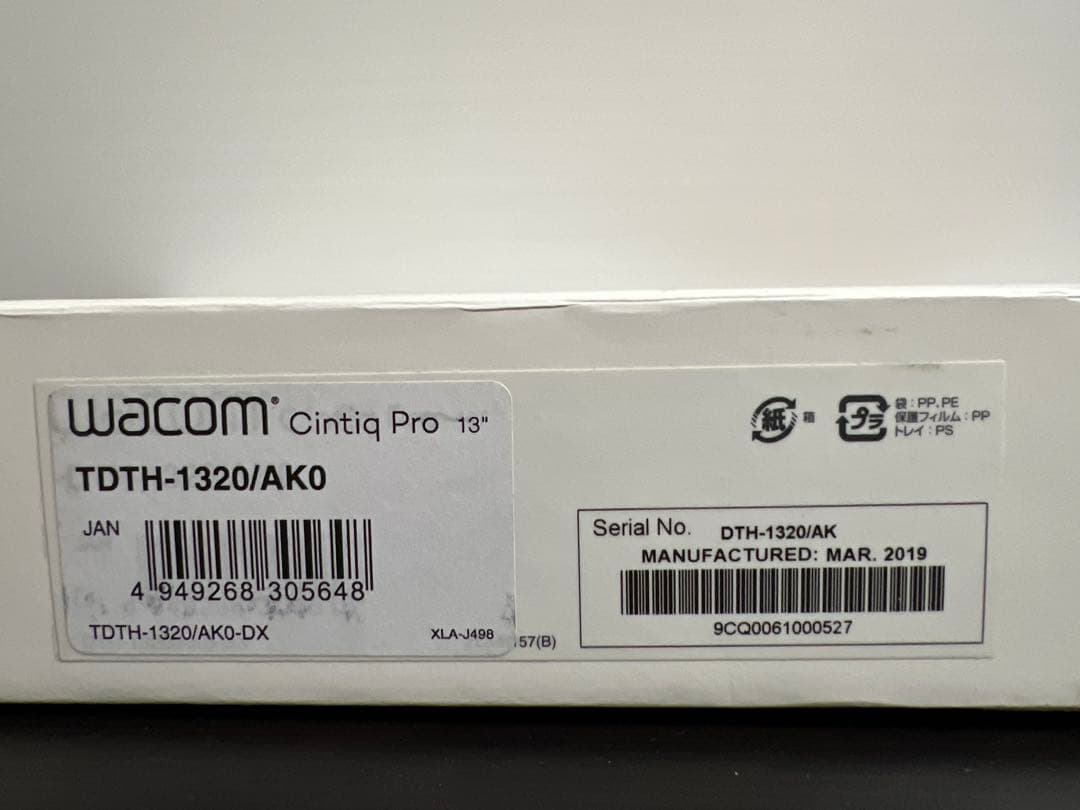 wacom® Cintiq Pro 13"
TDTH-1320/AK0
JAN
4 949268 305648
TDTH-1320/AK0-DX
XLA-J498
157(B)
紙 箱
プラ
袋：PP, PE
保護フィルム：PP
トレイ：PS
Serial No. DTH-1320/AK
MANUFACTURED: MAR. 2019
9CQ0061000527